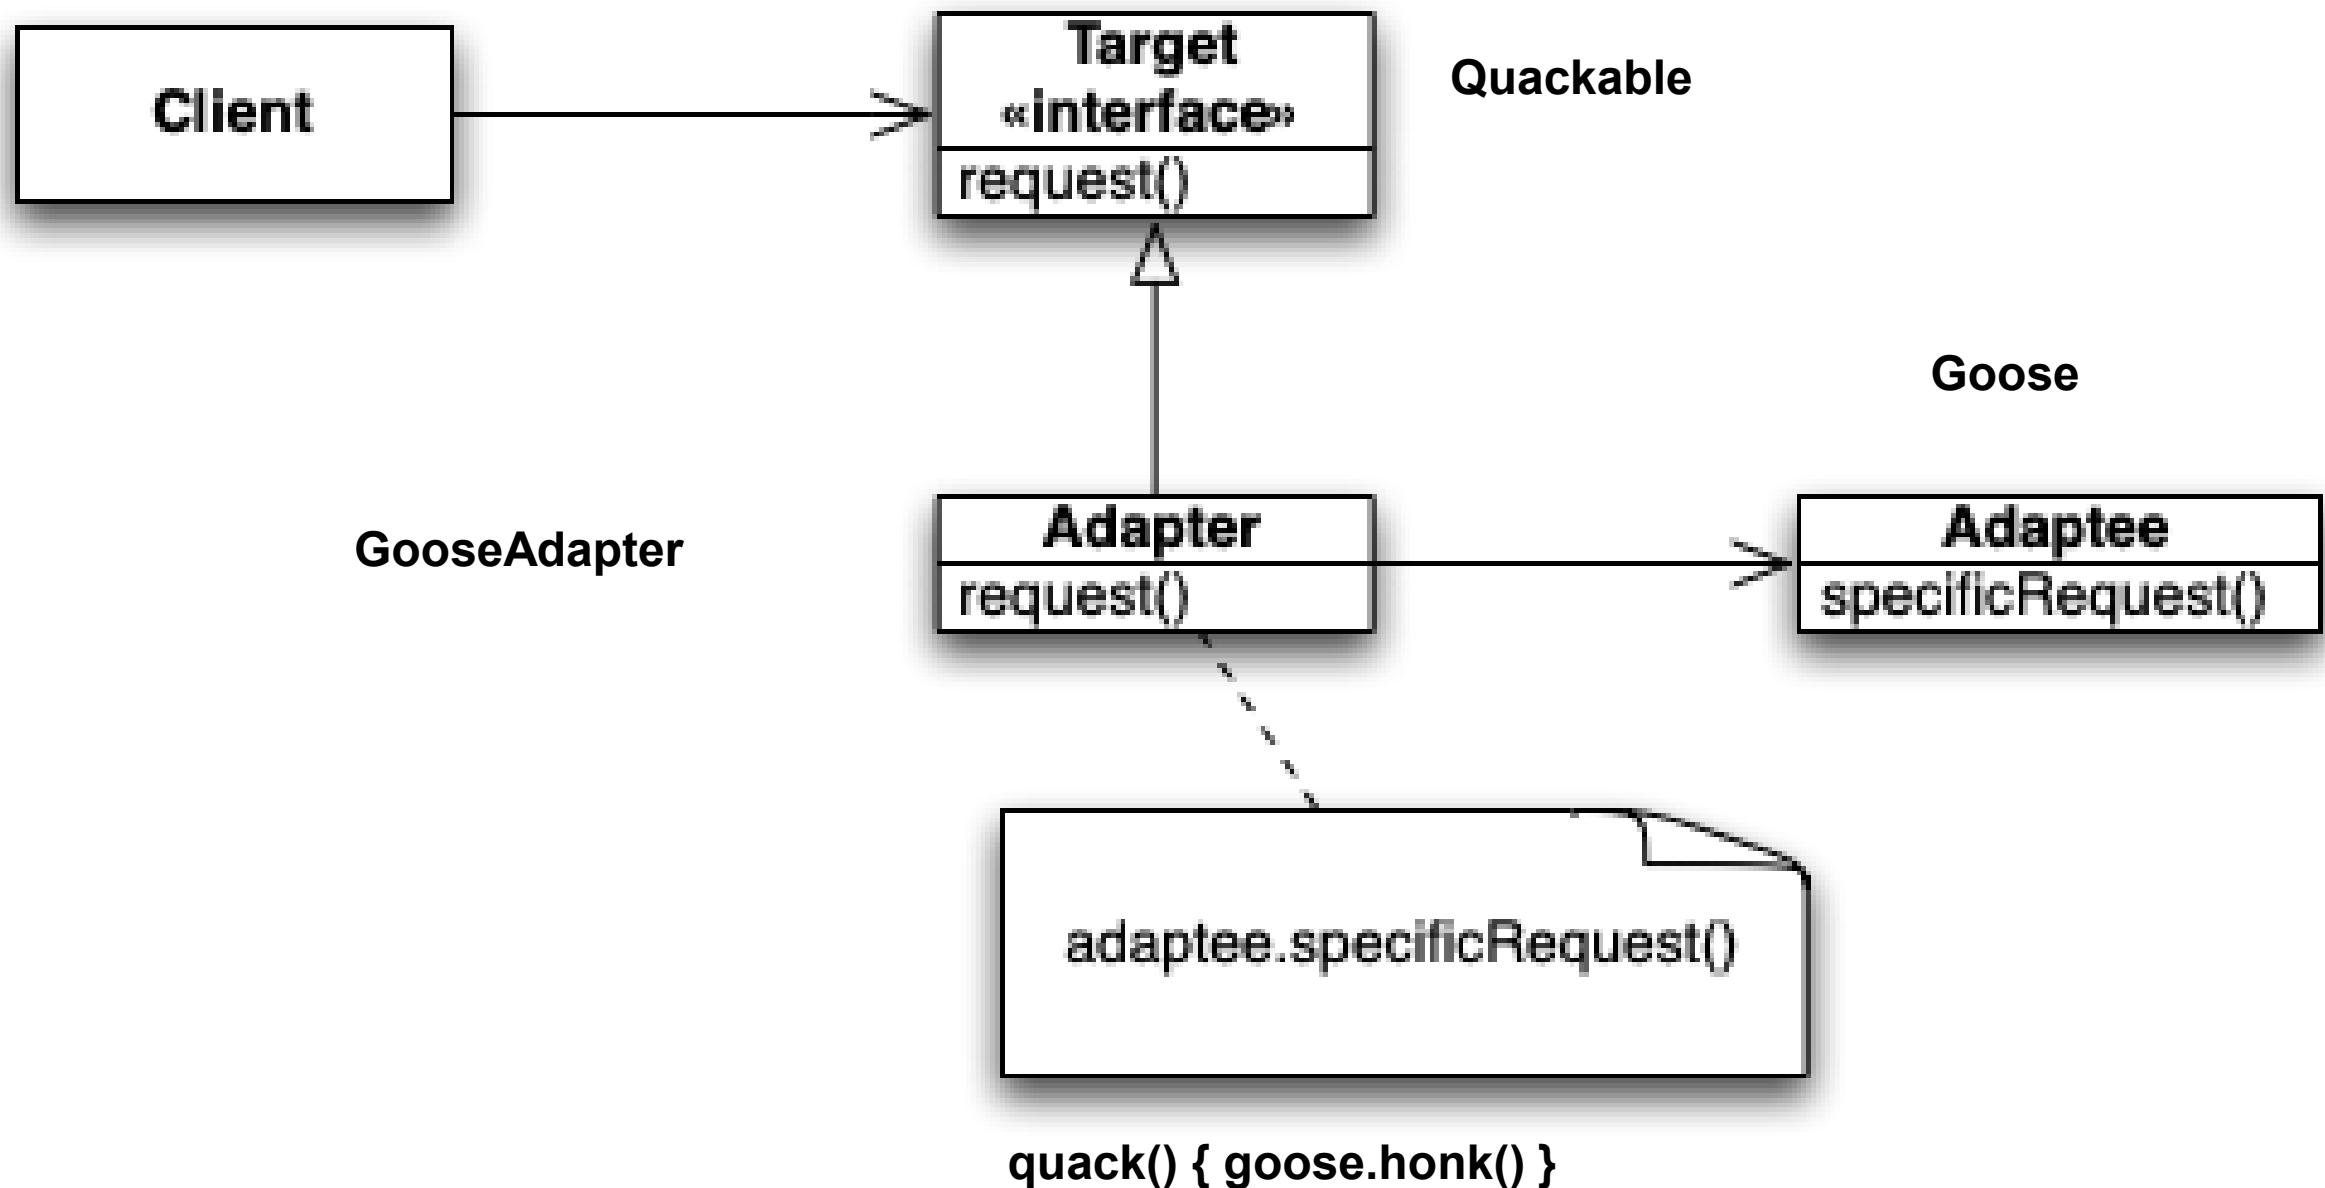 Client
Target
«interface»
request()
Quackable
Goose
GooseAdapter
Adapter
request()
Adaptee
specificRequest()
adaptee.specificRequest()
quack() { goose.honk() }